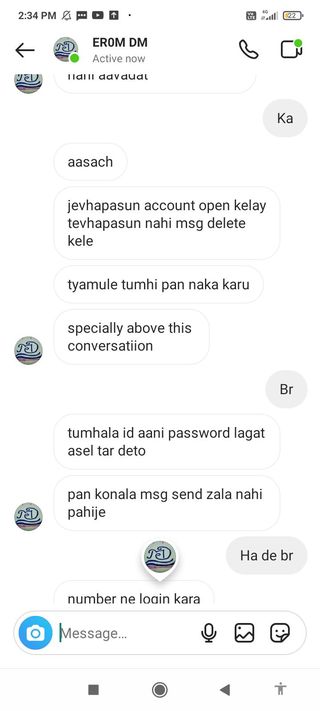 2:34 PM
22
EROM DM
Active now
nahi aavadat
Ka
aasach
jevhapasun account open kelay
tevhapasun nahi msg delete
kele
tyamule tumhi pan naka karu
specially above this
conversatiion
Br
tumhala id aani password lagat
asel tar deto
pan konala msg send zala nahi
pahije
Ha de br
number ne login kara
Message...